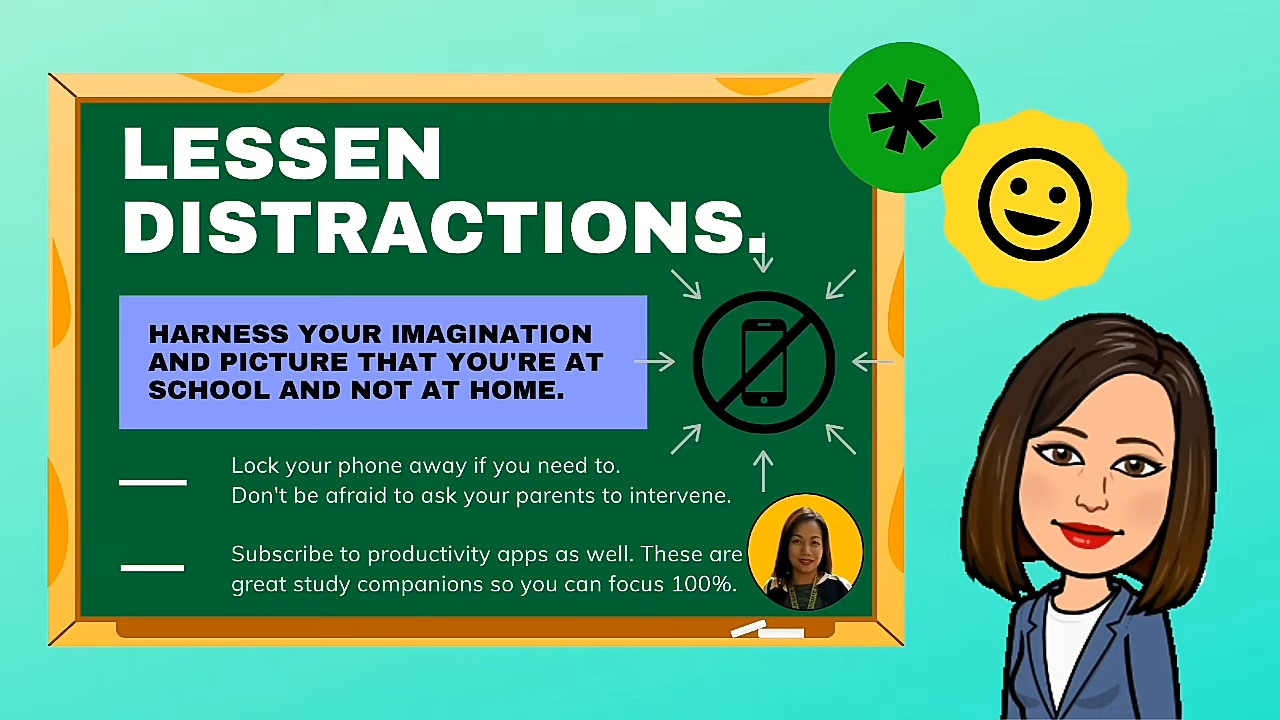 LESSEN
DISTRACTIONS.
HARNESS YOUR IMAGINATION
AND PICTURE THAT YOU'RE AT
SCHOOL AND NOT AT HOME.
Lock your phone away if you need to.
Don't be afraid to ask your parents to intervene.
Subscribe to productivity apps as well. These are
great study companions so you can focus 100%.